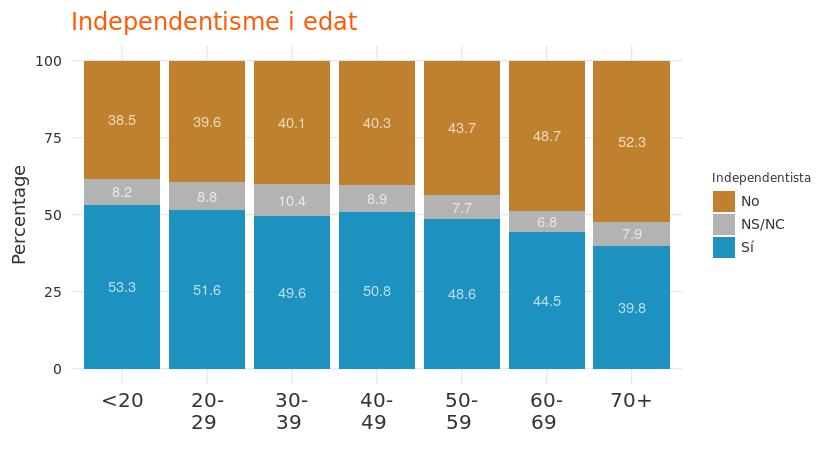 Independentisme i edat
Percentage
100
75
50
25
0
38.5 39.6 40.1 40.3 43.7 48.7 52.3
8.2 8.8 10.4 8.9 7.7 6.8 7.9
53.3 51.6 49.6 50.8 48.6 44.5 39.8
<20 20- 30- 40- 50- 60- 70+
29 39 49 59 69
Independentista
No
NS/NC
Sí